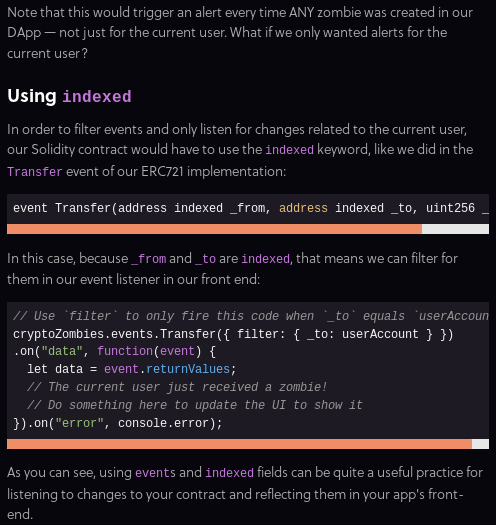 Note that this would trigger an alert every time ANY zombie was created in our
DApp — not just for the current user. What if we only wanted alerts for the
current user?
Using indexed
In order to filter events and only listen for changes related to the current user,
our Solidity contract would have to use the indexed keyword, like we did in the
Transfer event of our ERC721 implementation:
event Transfer(address indexed _from, address indexed _to, uint256 _
In this case, because _from and _to are indexed, that means we can filter for
them in our event listener in our front end:
// Use `filter` to only fire this code when `_to` equals `userAccoun
cryptoZombies.events.Transfer({ filter: { _to: userAccount } })
.on("data", function(event) {
  let data = event.returnValues;
  // The current user just received a zombie!
  // Do something here to update the UI to show it
}).on("error", console.error);
As you can see, using events and indexed fields can be quite a useful practice for
listening to changes to your contract and reflecting them in your app's front-
end.